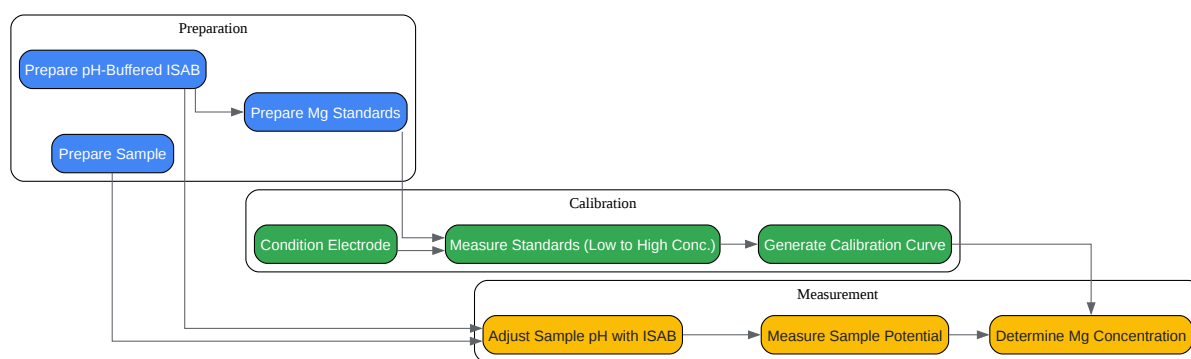 Preparation
Prepare pH-Buffered ISAB
Prepare Mg Standards
Prepare Sample
Calibration
Condition Electrode
Measure Standards (Low to High Conc.)
Generate Calibration Curve
Measurement
Adjust Sample pH with ISAB
Measure Sample Potential
Determine Mg Concentration